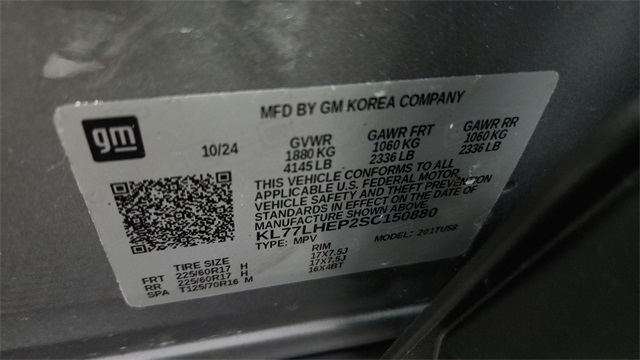 MFD BY GM KOREA COMPANY
gm
10/24 GVWR GAWR FRT GAWR RR
1880 KG 1060 KG 1060 KG
4145 LB 2336 LB 2336 LB
THIS VEHICLE CONFORMS TO ALL
APPLICABLE U.S. FEDERAL MOTOR
VEHICLE SAFETY AND THEFT PREVENTION
STANDARDS IN EFFECT ON THE DATE OF
MANUFACTURE SHOWN ABOVE.
KL77LHEP2SC150880
TYPE: MPV MODEL: 201TU58
TIRE SIZE RIM
FRT 225/60R17 H 17X7.5J
RR 225/60R17 H 17X7.5J
SPA T125/70R16 M 16X4BT